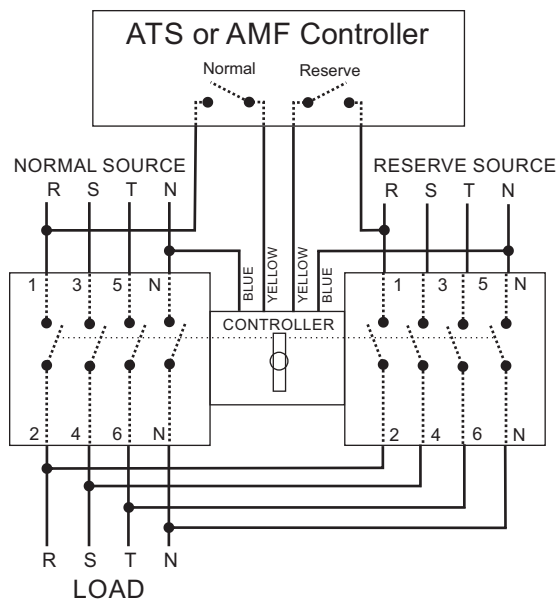 ATS or AMF Controller
Normal Reserve
NORMAL SOURCE RESERVE SOURCE
R S T N R S T N
BLUE YELLOW YELLOW BLUE
1 3 5 N 1 3 5 N
CONTROLLER
2 4 6 N 2 4 6 N
R S T N
LOAD